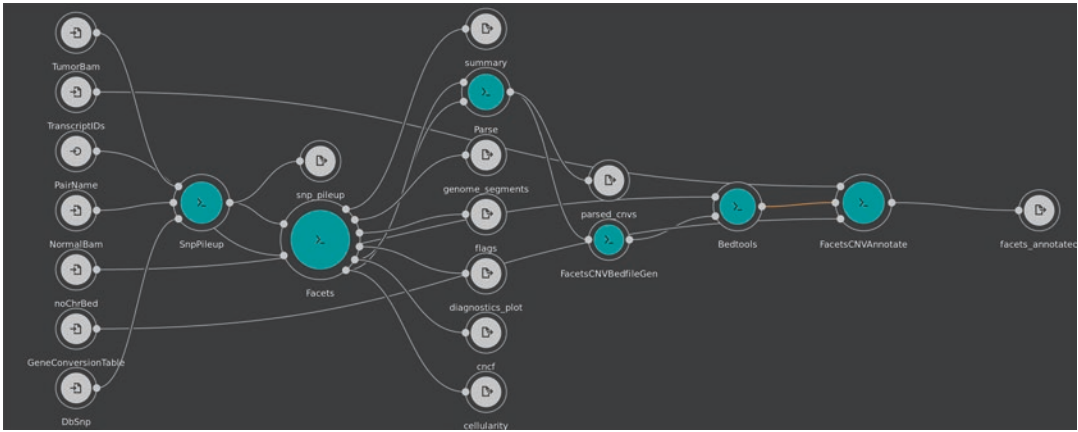 TumorBam
TranscriptIDs
PairName
NormalBam
noChrBed
GeneConversionTable
DbSnp
SnpPileup
snp_pileup
Facets
summary
Parse
genome_segments
flags
diagnostics_plot
cncf
cellularity
parsed_cnvs
FacetsCNVBedfileGen
Bedtools
FacetsCNVAnnotate
facets_annotated